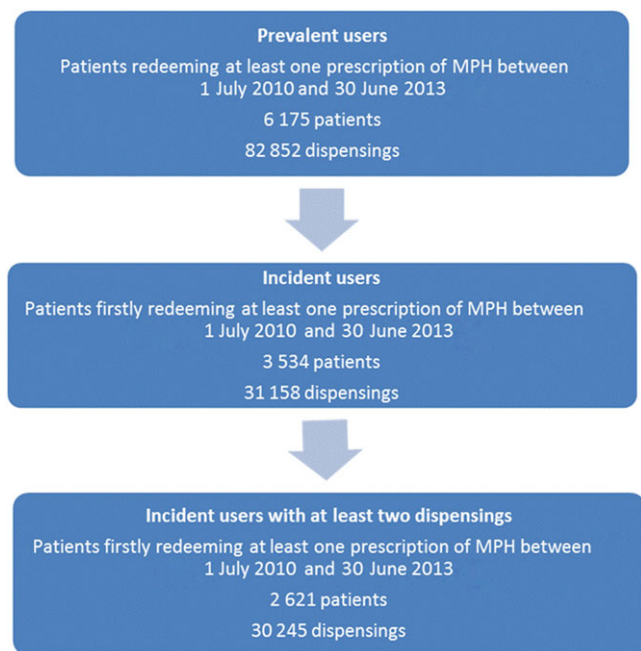 Prevalent users
Patients redeeming at least one prescription of MPH between
1 July 2010 and 30 June 2013
6 175 patients
82 852 dispensings
Incident users
Patients firstly redeeming at least one prescription of MPH between
1 July 2010 and 30 June 2013
3 534 patients
31 158 dispensings
Incident users with at least two dispensings
Patients firstly redeeming at least one prescription of MPH between
1 July 2010 and 30 June 2013
2 621 patients
30 245 dispensings